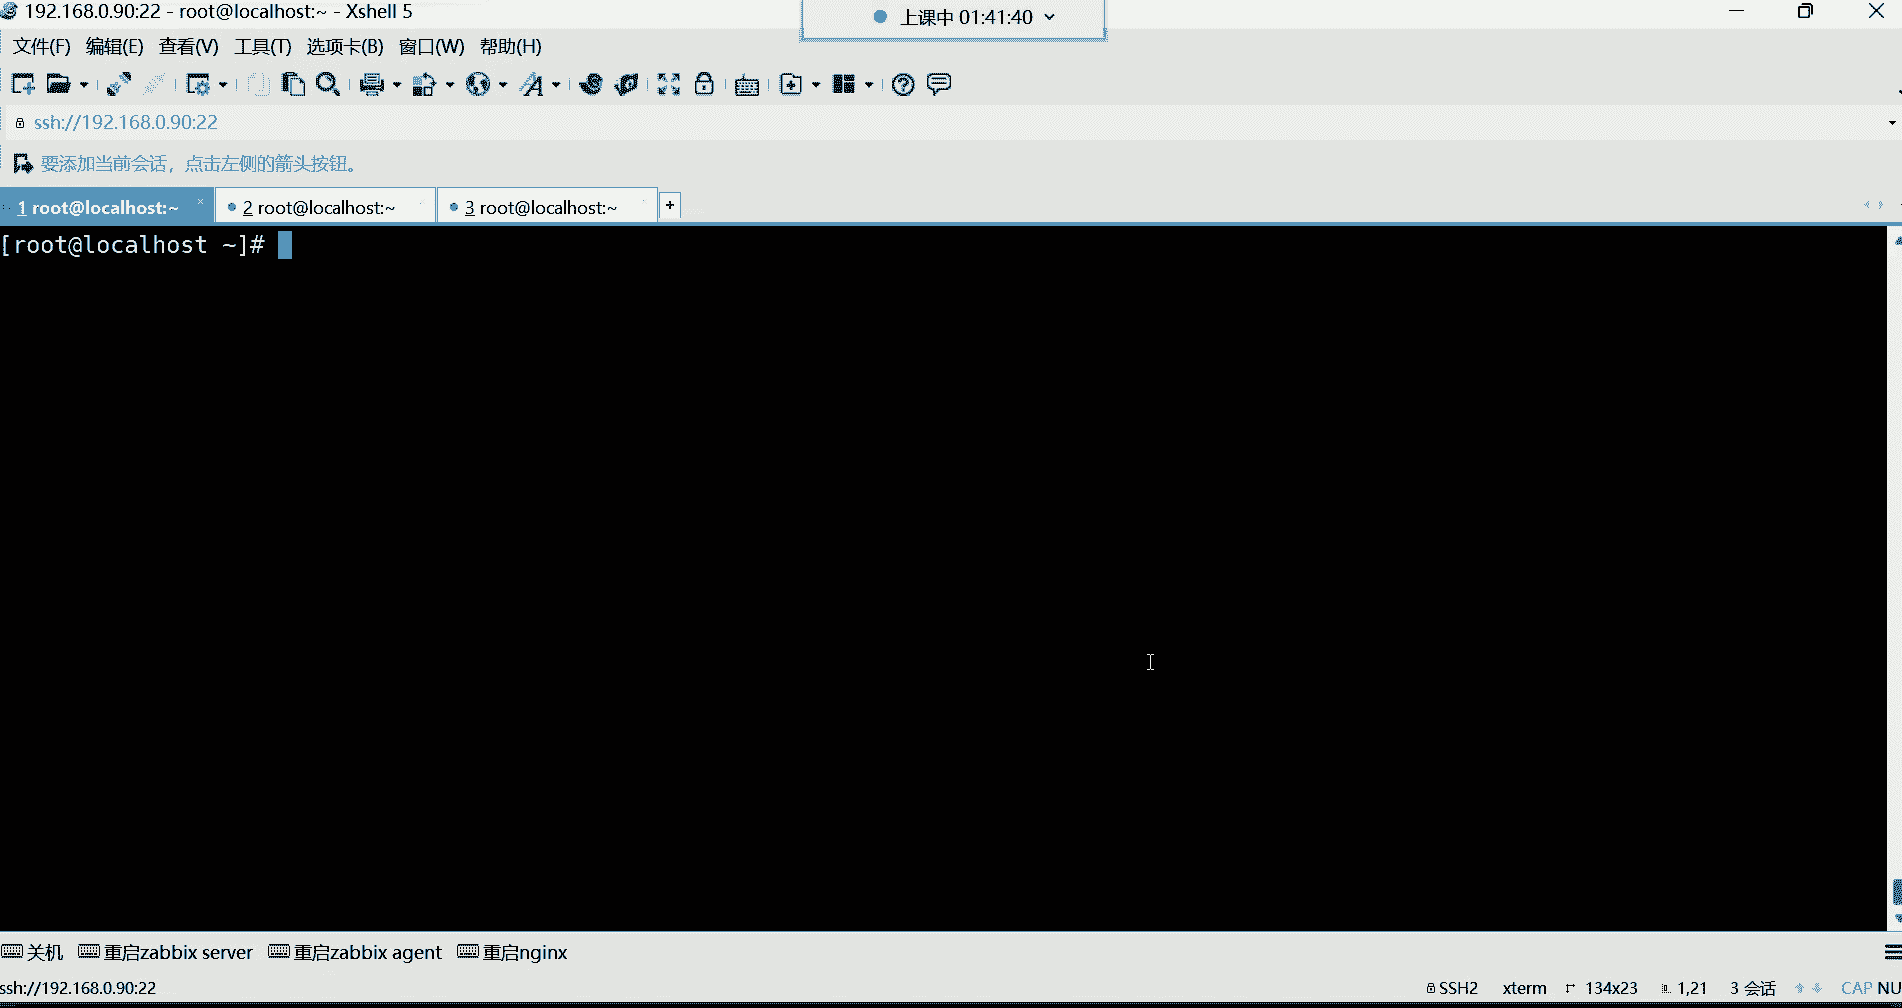 192.168.0.90:22 - root@localhost:~ - Xshell 5
上课中 01:41:40
文件(F) 编辑(E) 查看(V) 工具(T) 选项卡(B) 窗口(W) 帮助(H)
ssh://192.168.0.90:22
要添加当前会话，点击左侧的箭头按钮。
1 root@localhost:~ 2 root@localhost:~ 3 root@localhost:~ +
[root@localhost ~]#
关机 重启zabbix server 重启zabbix agent 重启nginx
ssh://192.168.0.90:22 SSH2 xterm 134x23 1,21 3 会话 CAP NU